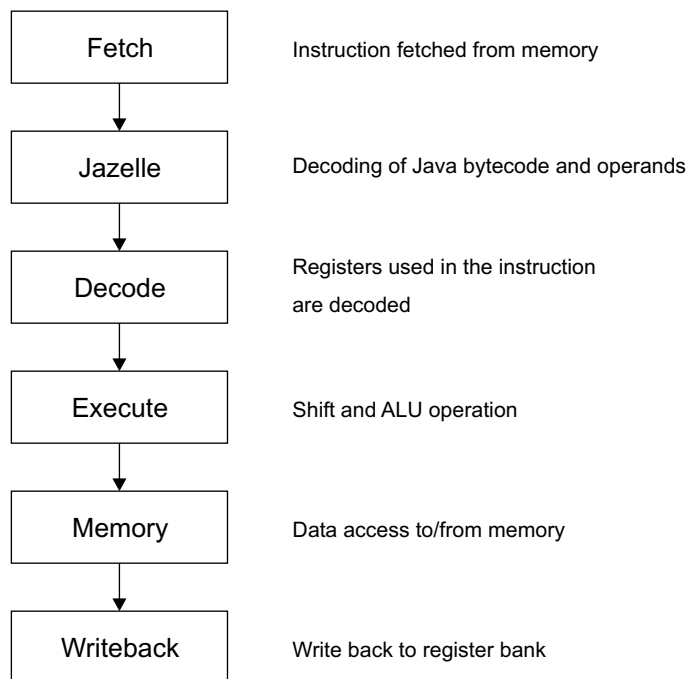 Fetch
Instruction fetched from memory
Jazelle
Decoding of Java bytecode and operands
Decode
Registers used in the instruction
are decoded
Execute
Shift and ALU operation
Memory
Data access to/from memory
Writeback
Write back to register bank